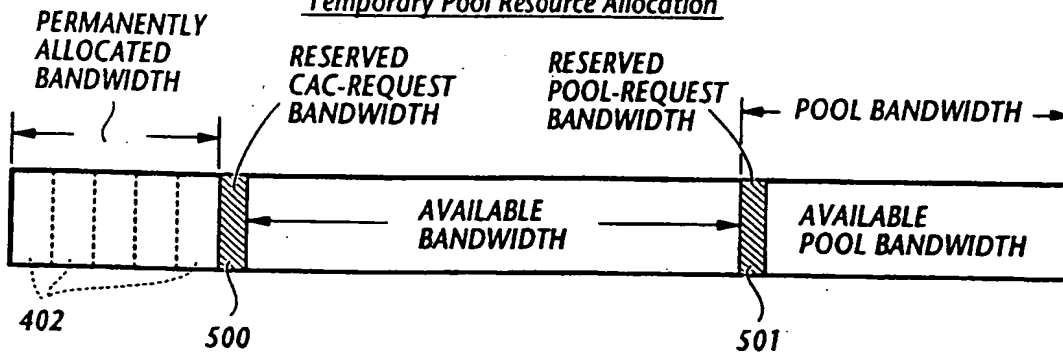 Temporary Pool Resource Allocation
PERMANENTLY
ALLOCATED
BANDWIDTH
RESERVED
CAC-REQUEST
BANDWIDTH
RESERVED
POOL-REQUEST
BANDWIDTH
POOL BANDWIDTH
AVAILABLE
BANDWIDTH
AVAILABLE
POOL BANDWIDTH
402
500
501